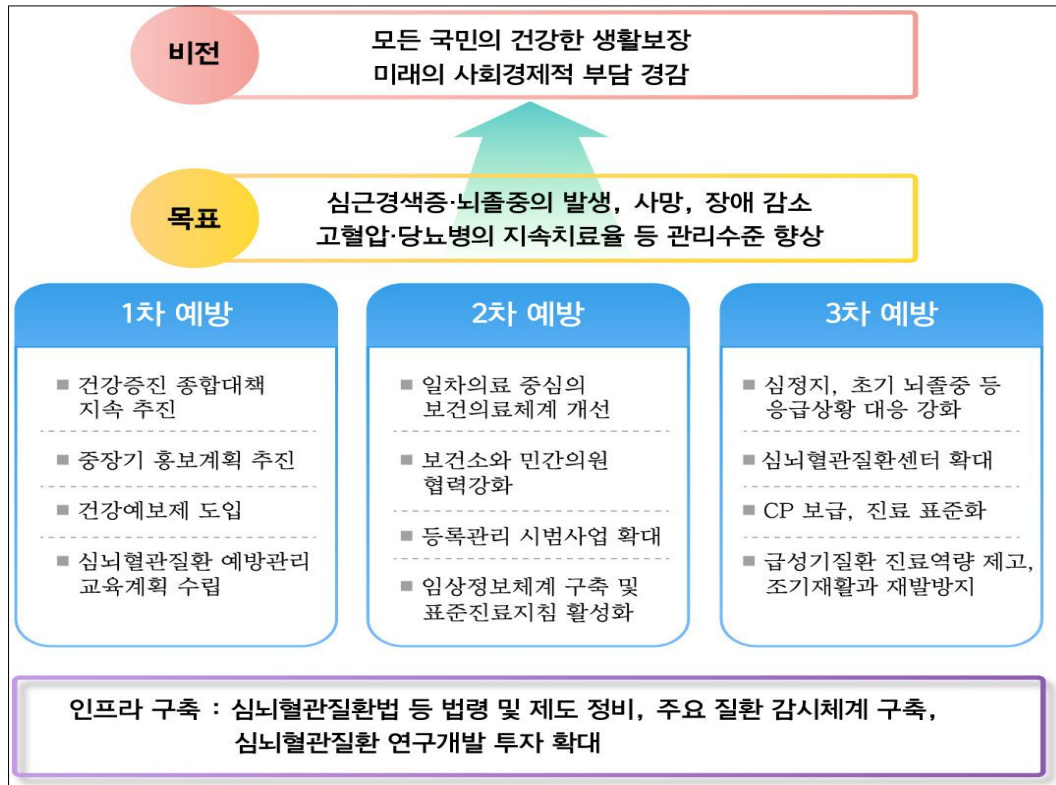 비전
모든 국민의 건강한 생활보장
미래의 사회경제적 부담 경감
목표
심근경색증·뇌졸중의 발생, 사망, 장애 감소
고혈압·당뇨병의 지속치료율 등 관리수준 향상
1차 예방
■ 건강증진 종합대책
지속 추진
■ 중장기 홍보계획 추진
■ 건강예보제 도입
■ 심뇌혈관질환 예방관리
교육계획 수립
2차 예방
■ 일차의료 중심의
보건의료체계 개선
■ 보건소와 민간의원
협력강화
■ 등록관리 시범사업 확대
■ 임상정보체계 구축 및
표준진료지침 활성화
3차 예방
■ 심정지, 초기 뇌졸중 등
응급상황 대응 강화
■ 심뇌혈관질환센터 확대
■ CP 보급, 진료 표준화
■ 급성기질환 진료역량 제고,
조기재활과 재발방지
인프라 구축 : 심뇌혈관질환법 등 법령 및 제도 정비, 주요 질환 감시체계 구축,
심뇌혈관질환 연구개발 투자 확대